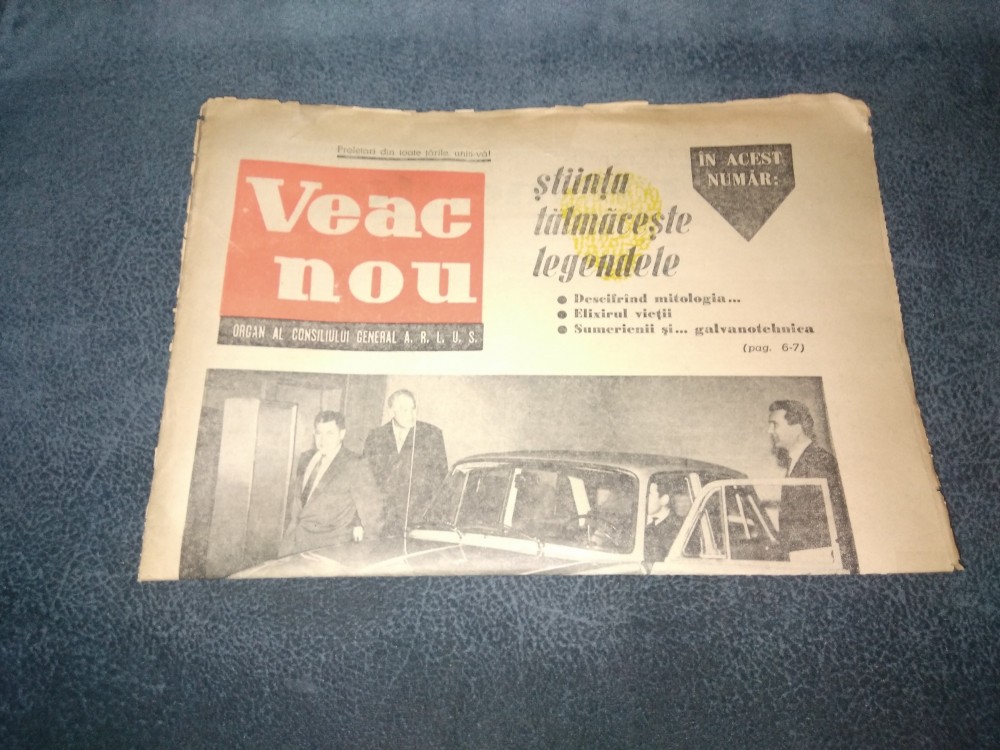 Proletari din toate țările, uniți-vă!
Veac
nou
ORGAN AL CONSILIULUI GENERAL A. R. L. U. S.
știința
tălmăcește
legendele
ÎN ACEST
NUMĂR:
● Descifrînd mitologia...
● Elixirul vieții
● Sumerienii și... galvanotehnica
(pag. 6-7)